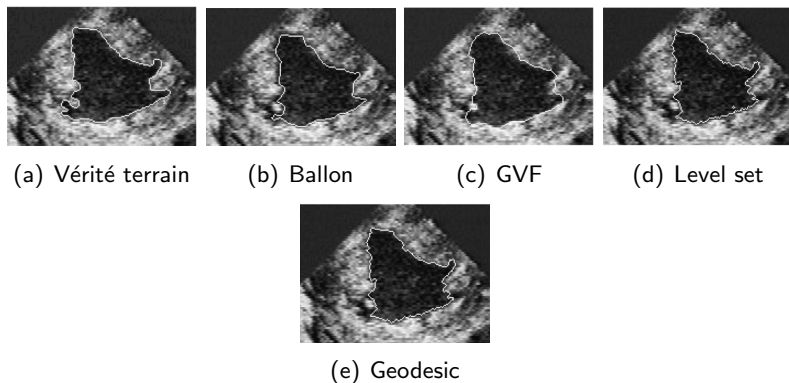 (a) Vérité terrain
(b) Ballon
(c) GVF
(d) Level set
(e) Geodesic